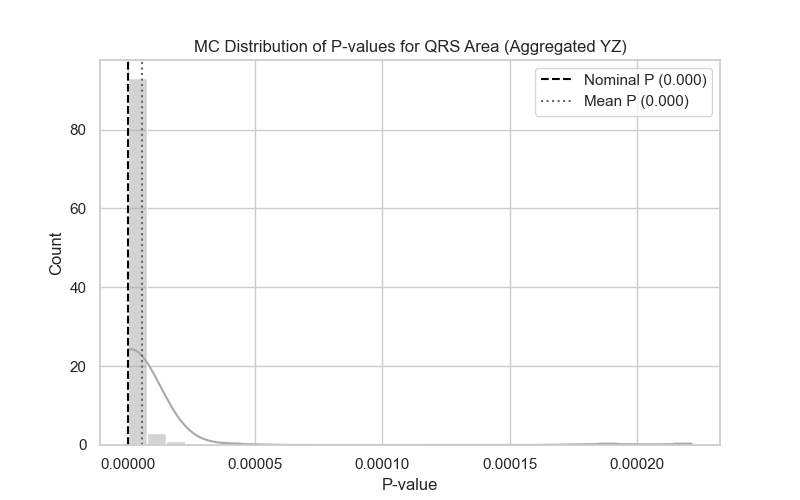 MC Distribution of P-values for QRS Area (Aggregated YZ)
Nominal P (0.000)
Mean P (0.000)
80
60
40
20
0
Count
0.00000 0.00005 0.00010 0.00015 0.00020
P-value